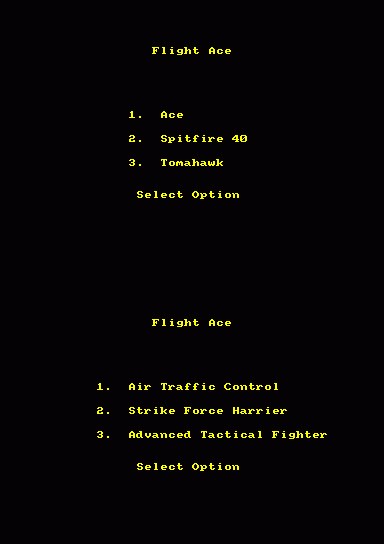 Flight Ace
1. Ace
2. Spitfire 40
3. Tomahawk
Select Option
Flight Ace
1. Air Traffic Control
2. Strike Force Harrier
3. Advanced Tactical Fighter
Select Option